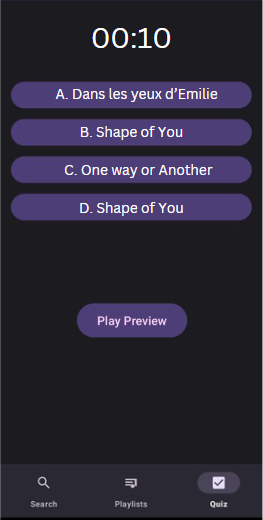 00:10
A. Dans les yeux d’Emilie
B. Shape of You
C. One way or Another
D. Shape of You
Play Preview
Search Playlists Quiz